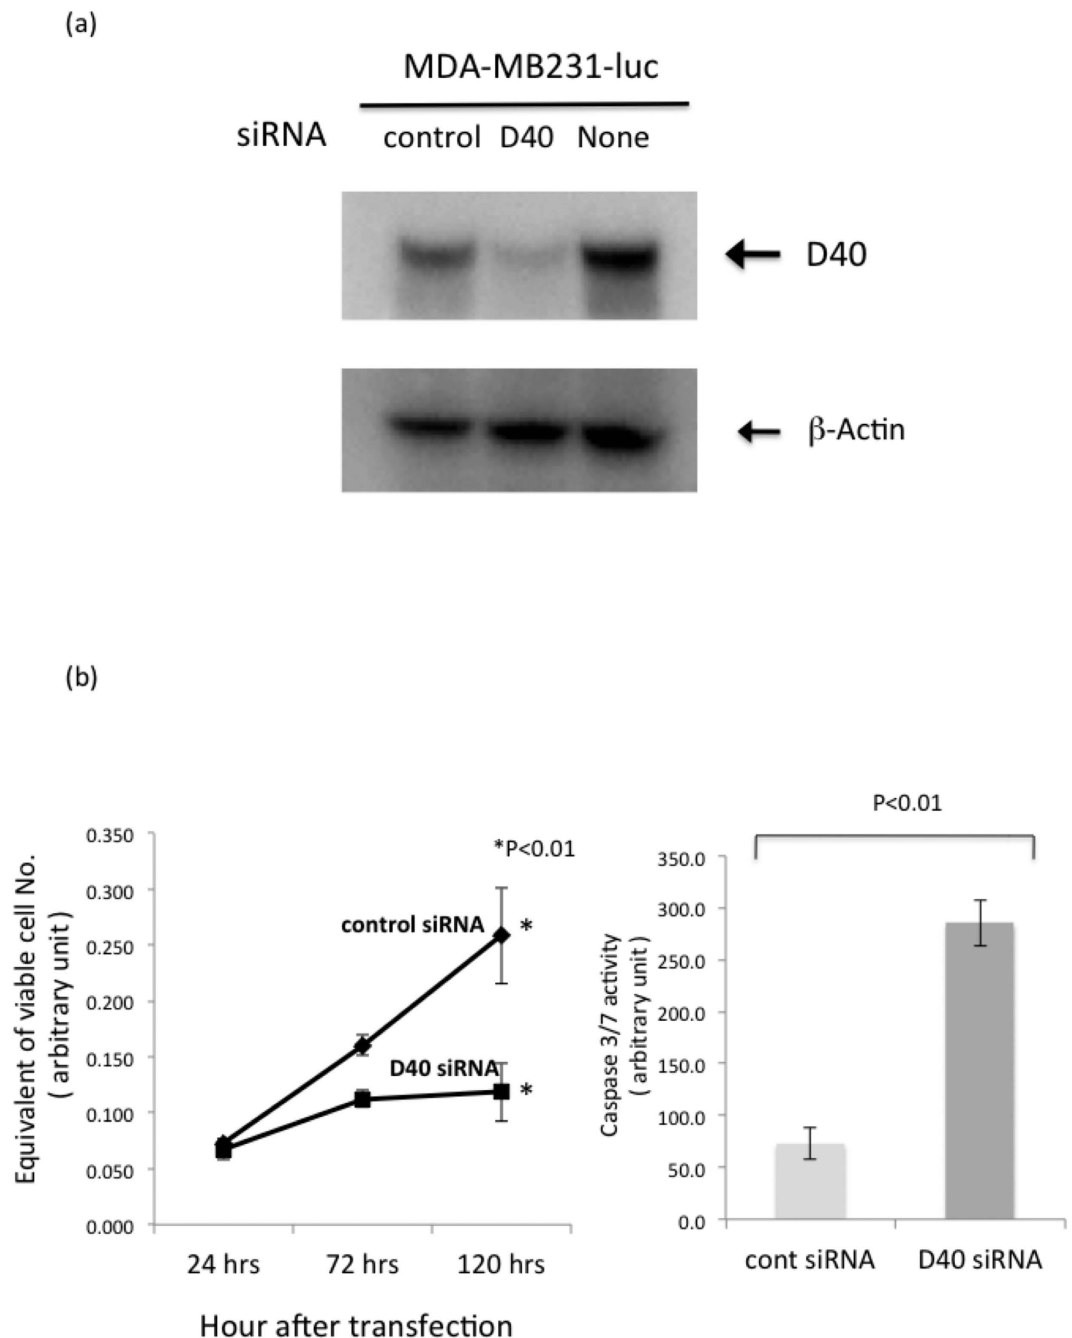 (a)
MDA-MB231-luc
siRNA control D40 None
D40
β-Actin
(b)
Equivalent of viable cell No.
( arbitrary unit )
0.350
0.300
0.250
0.200
0.150
0.100
0.050
0.000
*P<0.01
control siRNA *
D40 siRNA *
24 hrs 72 hrs 120 hrs
Hour after transfection
P<0.01
Caspase 3/7 activity
( arbitrary unit )
350.0
300.0
250.0
200.0
150.0
100.0
50.0
0.0
cont siRNA D40 siRNA